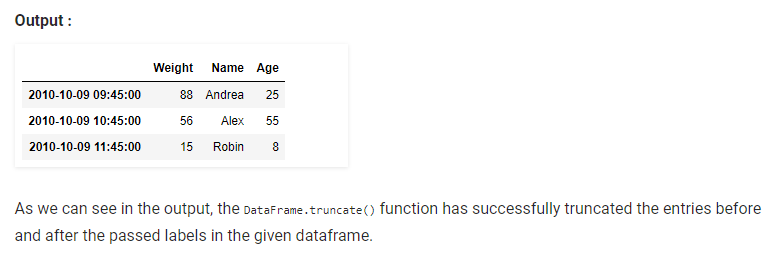 Output :
Weight Name Age
2010-10-09 09:45:00 88 Andrea 25
2010-10-09 10:45:00 56 Alex 55
2010-10-09 11:45:00 15 Robin 8
As we can see in the output, the DataFrame.truncate() function has successfully truncated the entries before
and after the passed labels in the given dataframe.